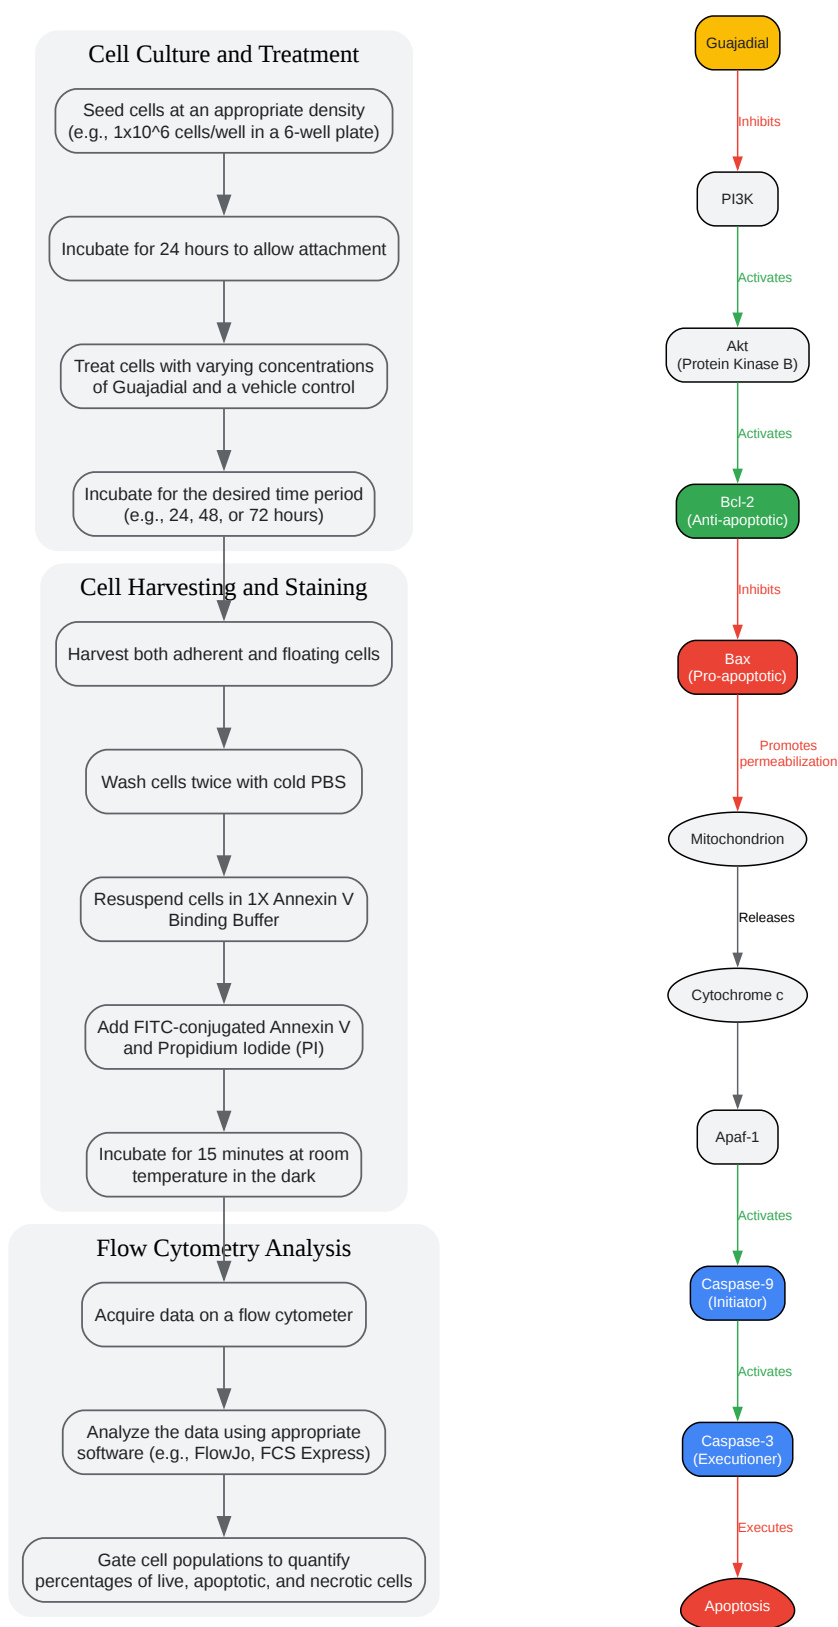 Cell Culture and Treatment
Seed cells at an appropriate density
(e.g., 1x10^6 cells/well in a 6-well plate)
Incubate for 24 hours to allow attachment
Treat cells with varying concentrations
of Guajadial and a vehicle control
Incubate for the desired time period
(e.g., 24, 48, or 72 hours)
Cell Harvesting and Staining
Harvest both adherent and floating cells
Wash cells twice with cold PBS
Resuspend cells in 1X Annexin V
Binding Buffer
Add FITC-conjugated Annexin V
and Propidium Iodide (PI)
Incubate for 15 minutes at room
temperature in the dark
Flow Cytometry Analysis
Acquire data on a flow cytometer
Analyze the data using appropriate
software (e.g., FlowJo, FCS Express)
Gate cell populations to quantify
percentages of live, apoptotic, and necrotic cells
Guajadial
Inhibits
PI3K
Activates
Akt
(Protein Kinase B)
Activates
Bcl-2
(Anti-apoptotic)
Inhibits
Bax
(Pro-apoptotic)
Promotes
permeabilization
Mitochondrion
Releases
Cytochrome c
Apaf-1
Activates
Caspase-9
(Initiator)
Activates
Caspase-3
(Executioner)
Executes
Apoptosis